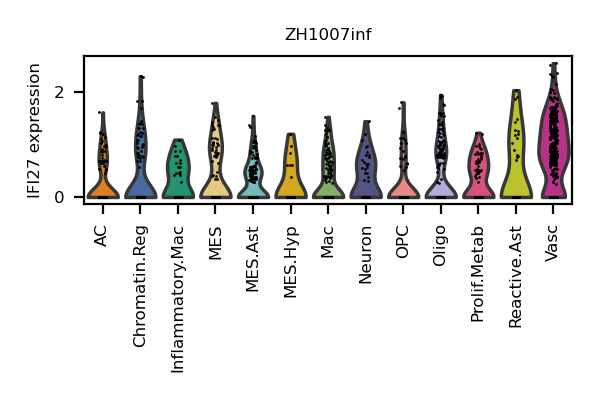 ZH1007inf
IFI27 expression
2
0
AC
Chromatin.Reg
Inflammatory.Mac
MES
MES.Ast
MES.Hyp
Mac
Neuron
OPC
Oligo
Prolif.Metab
Reactive.Ast
Vasc